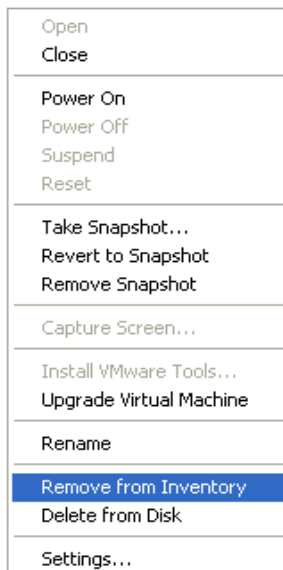 Open
Close
Power On
Power Off
Suspend
Reset
Take Snapshot...
Revert to Snapshot
Remove Snapshot
Capture Screen...
Install VMware Tools...
Upgrade Virtual Machine
Rename
Remove from Inventory
Delete from Disk
Settings...